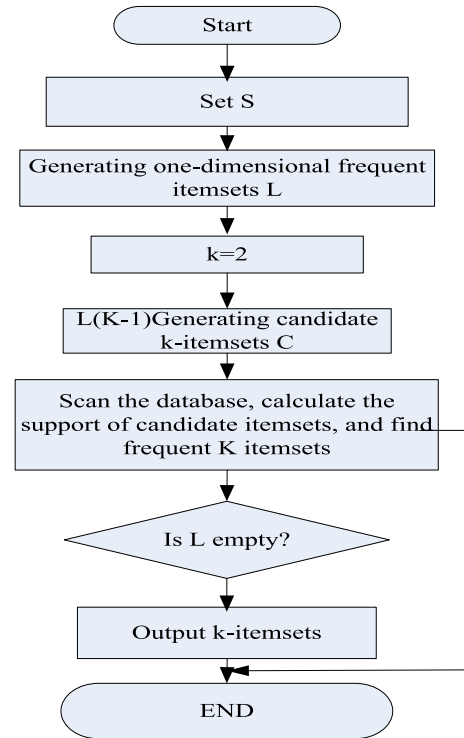 Start
Set S
Generating one-dimensional frequent
itemsets L
k=2
L(K-1)Generating candidate
k-itemsets C
Scan the database, calculate the
support of candidate itemsets, and find
frequent K itemsets
Is L empty?
Output k-itemsets
END